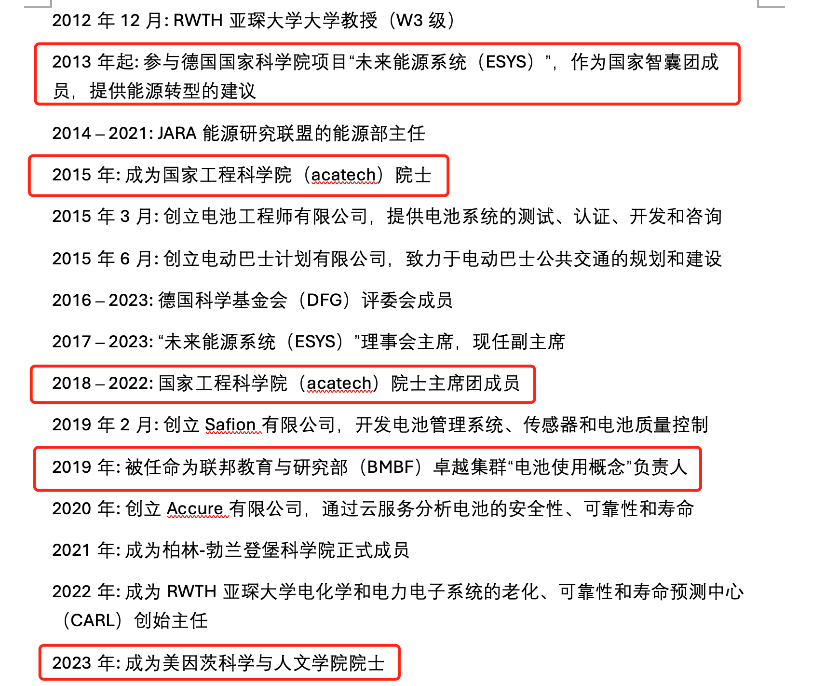 2012 年 12 月: RWTH 亚琛大学大学教授（W3 级）
2013 年起: 参与德国国家科学院项目“未来能源系统（ESYS）”，作为国家智囊团成
员，提供能源转型的建议
2014 – 2021: JARA 能源研究联盟的能源部主任
2015 年: 成为国家工程科学院（acatech）院士
2015 年 3 月: 创立电池工程师有限公司，提供电池系统的测试、认证、开发和咨询
2015 年 6 月: 创立电动巴士计划有限公司，致力于电动巴士公共交通的规划和建设
2016 – 2023: 德国科学基金会（DFG）评委会成员
2017 – 2023: “未来能源系统（ESYS）”理事会主席，现任副主席
2018 – 2022: 国家工程科学院（acatech）院士主席团成员
2019 年 2 月: 创立 Safion 有限公司，开发电池管理系统、传感器和电池质量控制
2019 年: 被任命为联邦教育与研究部（BMBF）卓越集群“电池使用概念”负责人
2020 年: 创立 Accure 有限公司，通过云服务分析电池的安全性、可靠性和寿命
2021 年: 成为柏林-勃兰登堡科学院正式成员
2022 年: 成为 RWTH 亚琛大学电化学和电力电子系统的老化、可靠性和寿命预测中心
（CARL）创始主任
2023 年: 成为美因茨科学与人文学院院士